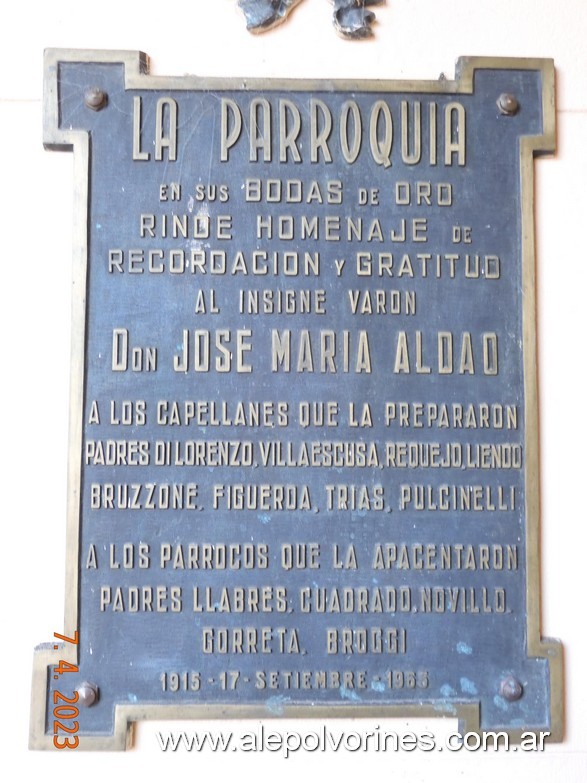 LA PARROQUIA
EN SUS BODAS DE ORO
RINDE HOMENAJE DE
RECORDACION Y GRATITUD
AL INSIGNE VARON
DON JOSE MARIA ALDAO
A LOS CAPELLANES QUE LA PREPARARON
PADRES DI LORENZO, VILLAESCUSA, REQUEJO, LIENDO
BRUZZONE, FIGUEROA, TRIAS, PULCINELLI
A LOS PARROCOS QUE LA APACENTARON
PADRES LLABRES, CUADRADO, NOVILLO,
GORRETA, BROGGI
1915 - 17 - SETIEMBRE - 1965
7.4.2023
www.alepolvorines.com.ar